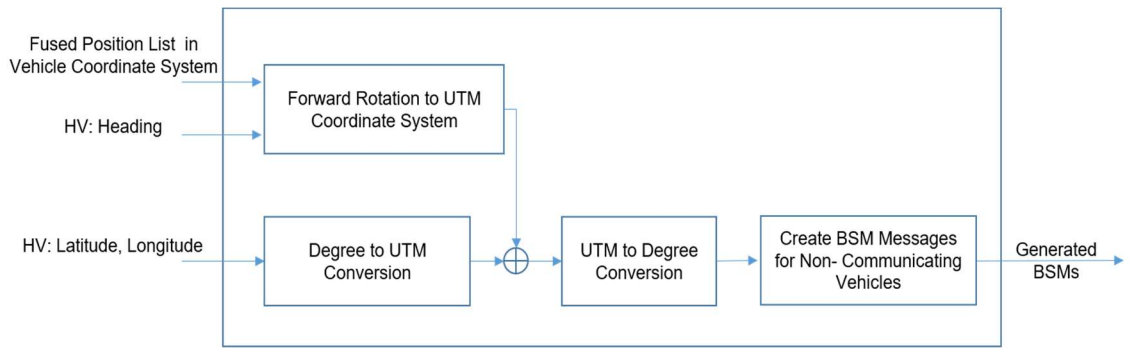 Fused Position List in
Vehicle Coordinate System
Forward Rotation to UTM
Coordinate System
HV: Heading
HV: Latitude, Longitude
Degree to UTM
Conversion
UTM to Degree
Conversion
Create BSM Messages
for Non- Communicating
Vehicles
Generated
BSMs